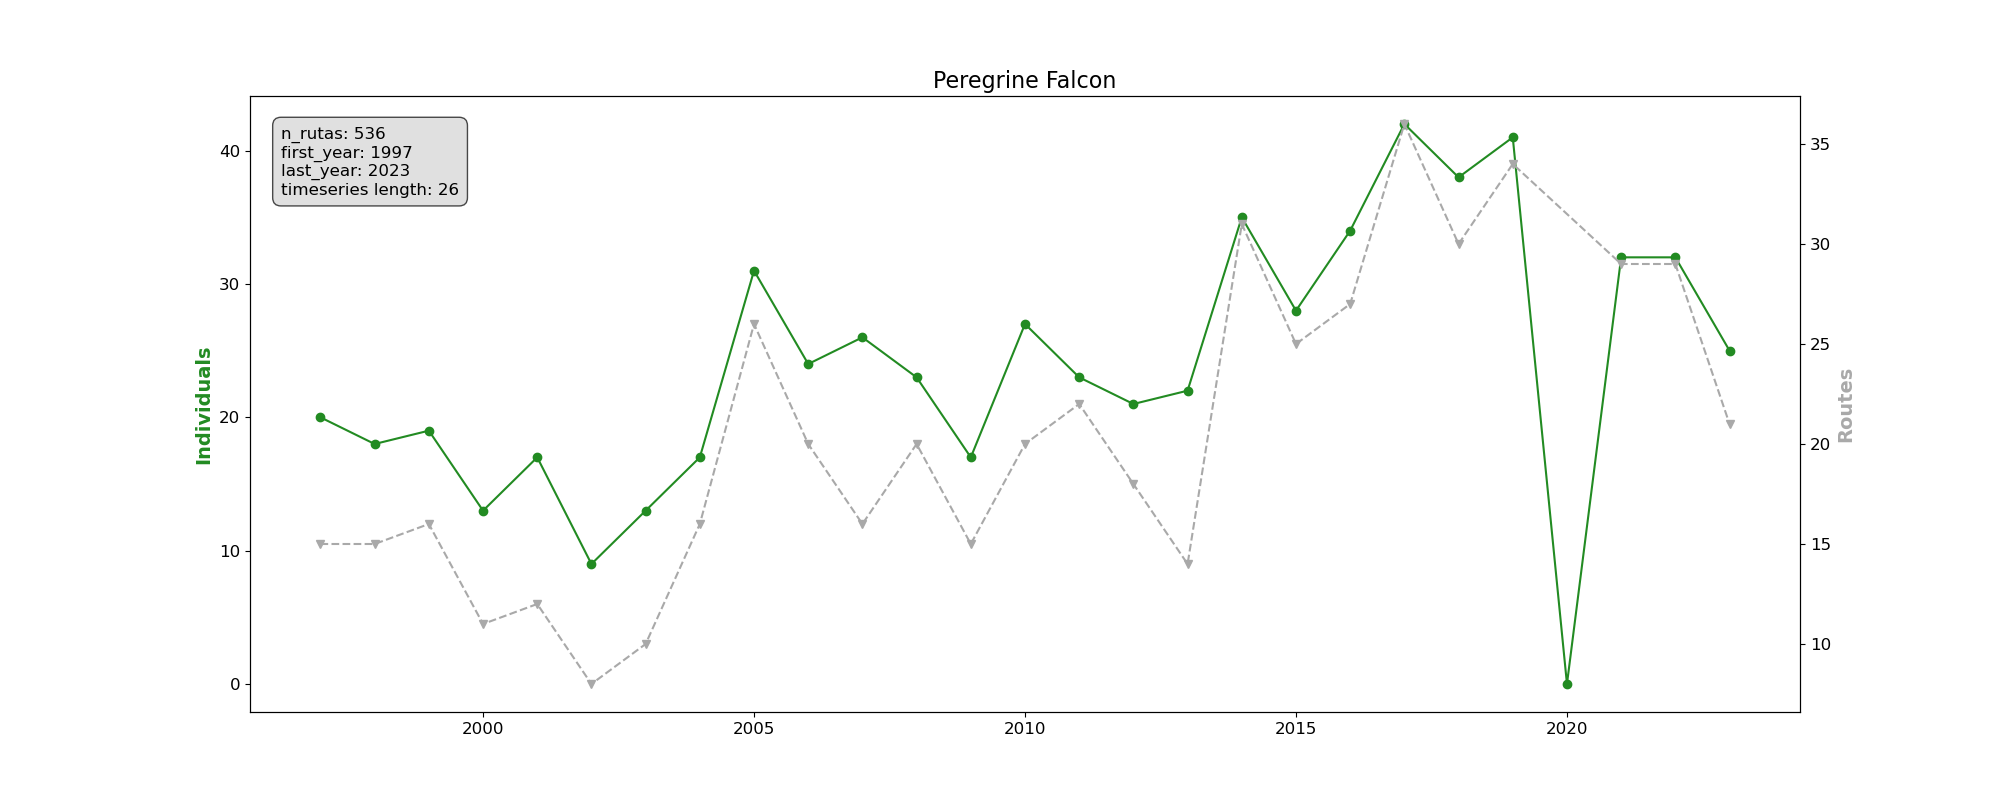 Peregrine Falcon
n_rutas: 536
first_year: 1997
last_year: 2023
timeseries length: 26
40
30
20
10
0
Individuals
35
30
25
20
15
10
Routes
2000
2005
2010
2015
2020